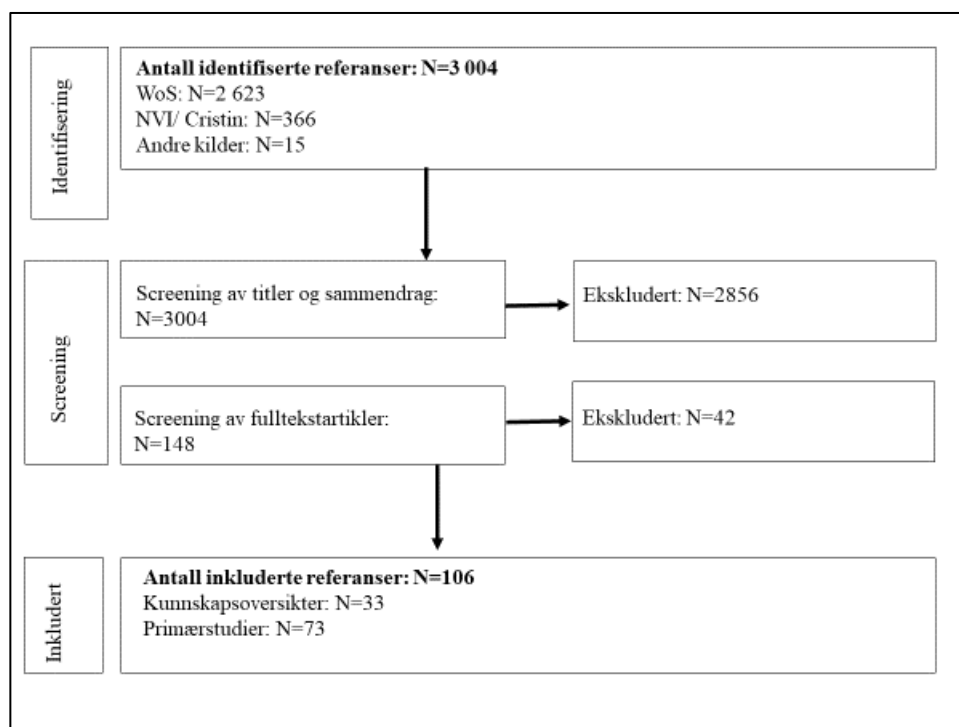 Identifisering
Antall identifiserte referanser: N=3 004
WoS: N=2 623
NVI/ Cristin: N=366
Andre kilder: N=15
Screening
Screening av titler og sammendrag:
N=3004
Ekskludert: N=2856
Screening av fulltekstartikler:
N=148
Ekskludert: N=42
Inkludert
Antall inkluderte referanser: N=106
Kunnskapsoversikter: N=33
Primærstudier: N=73